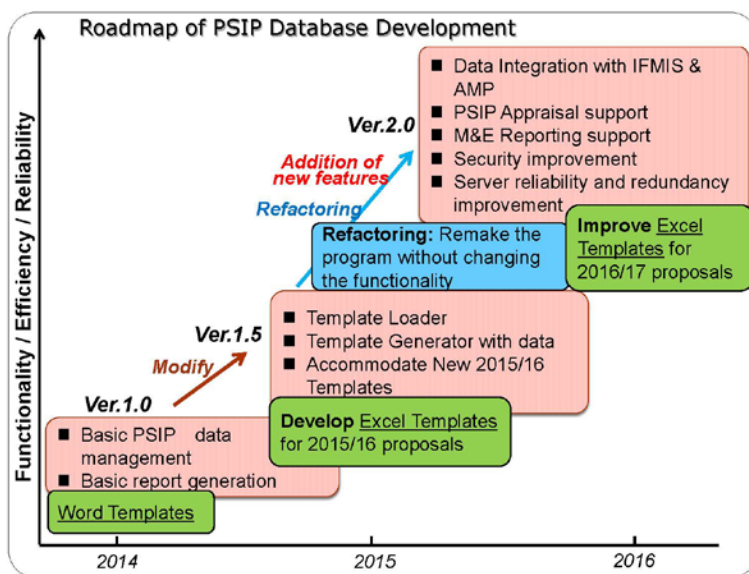 Roadmap of PSIP Database Development
Functionality / Efficiency / Reliability
■ Data Integration with IFMIS &
AMP
■ PSIP Appraisal support
■ M&E Reporting support
■ Security improvement
■ Server reliability and redundancy
improvement
Ver.2.0
Addition of
new features
Refactoring
Improve Excel
Templates for
2016/17 proposals
Refactoring: Remake the
program without changing
the functionality
Ver.1.5
■ Template Loader
■ Template Generator with data
■ Accommodate New 2015/16
Templates
Modify
Develop Excel Templates
for 2015/16 proposals
Ver.1.0
■ Basic PSIP data
management
■ Basic report generation
Word Templates
2014
2015
2016